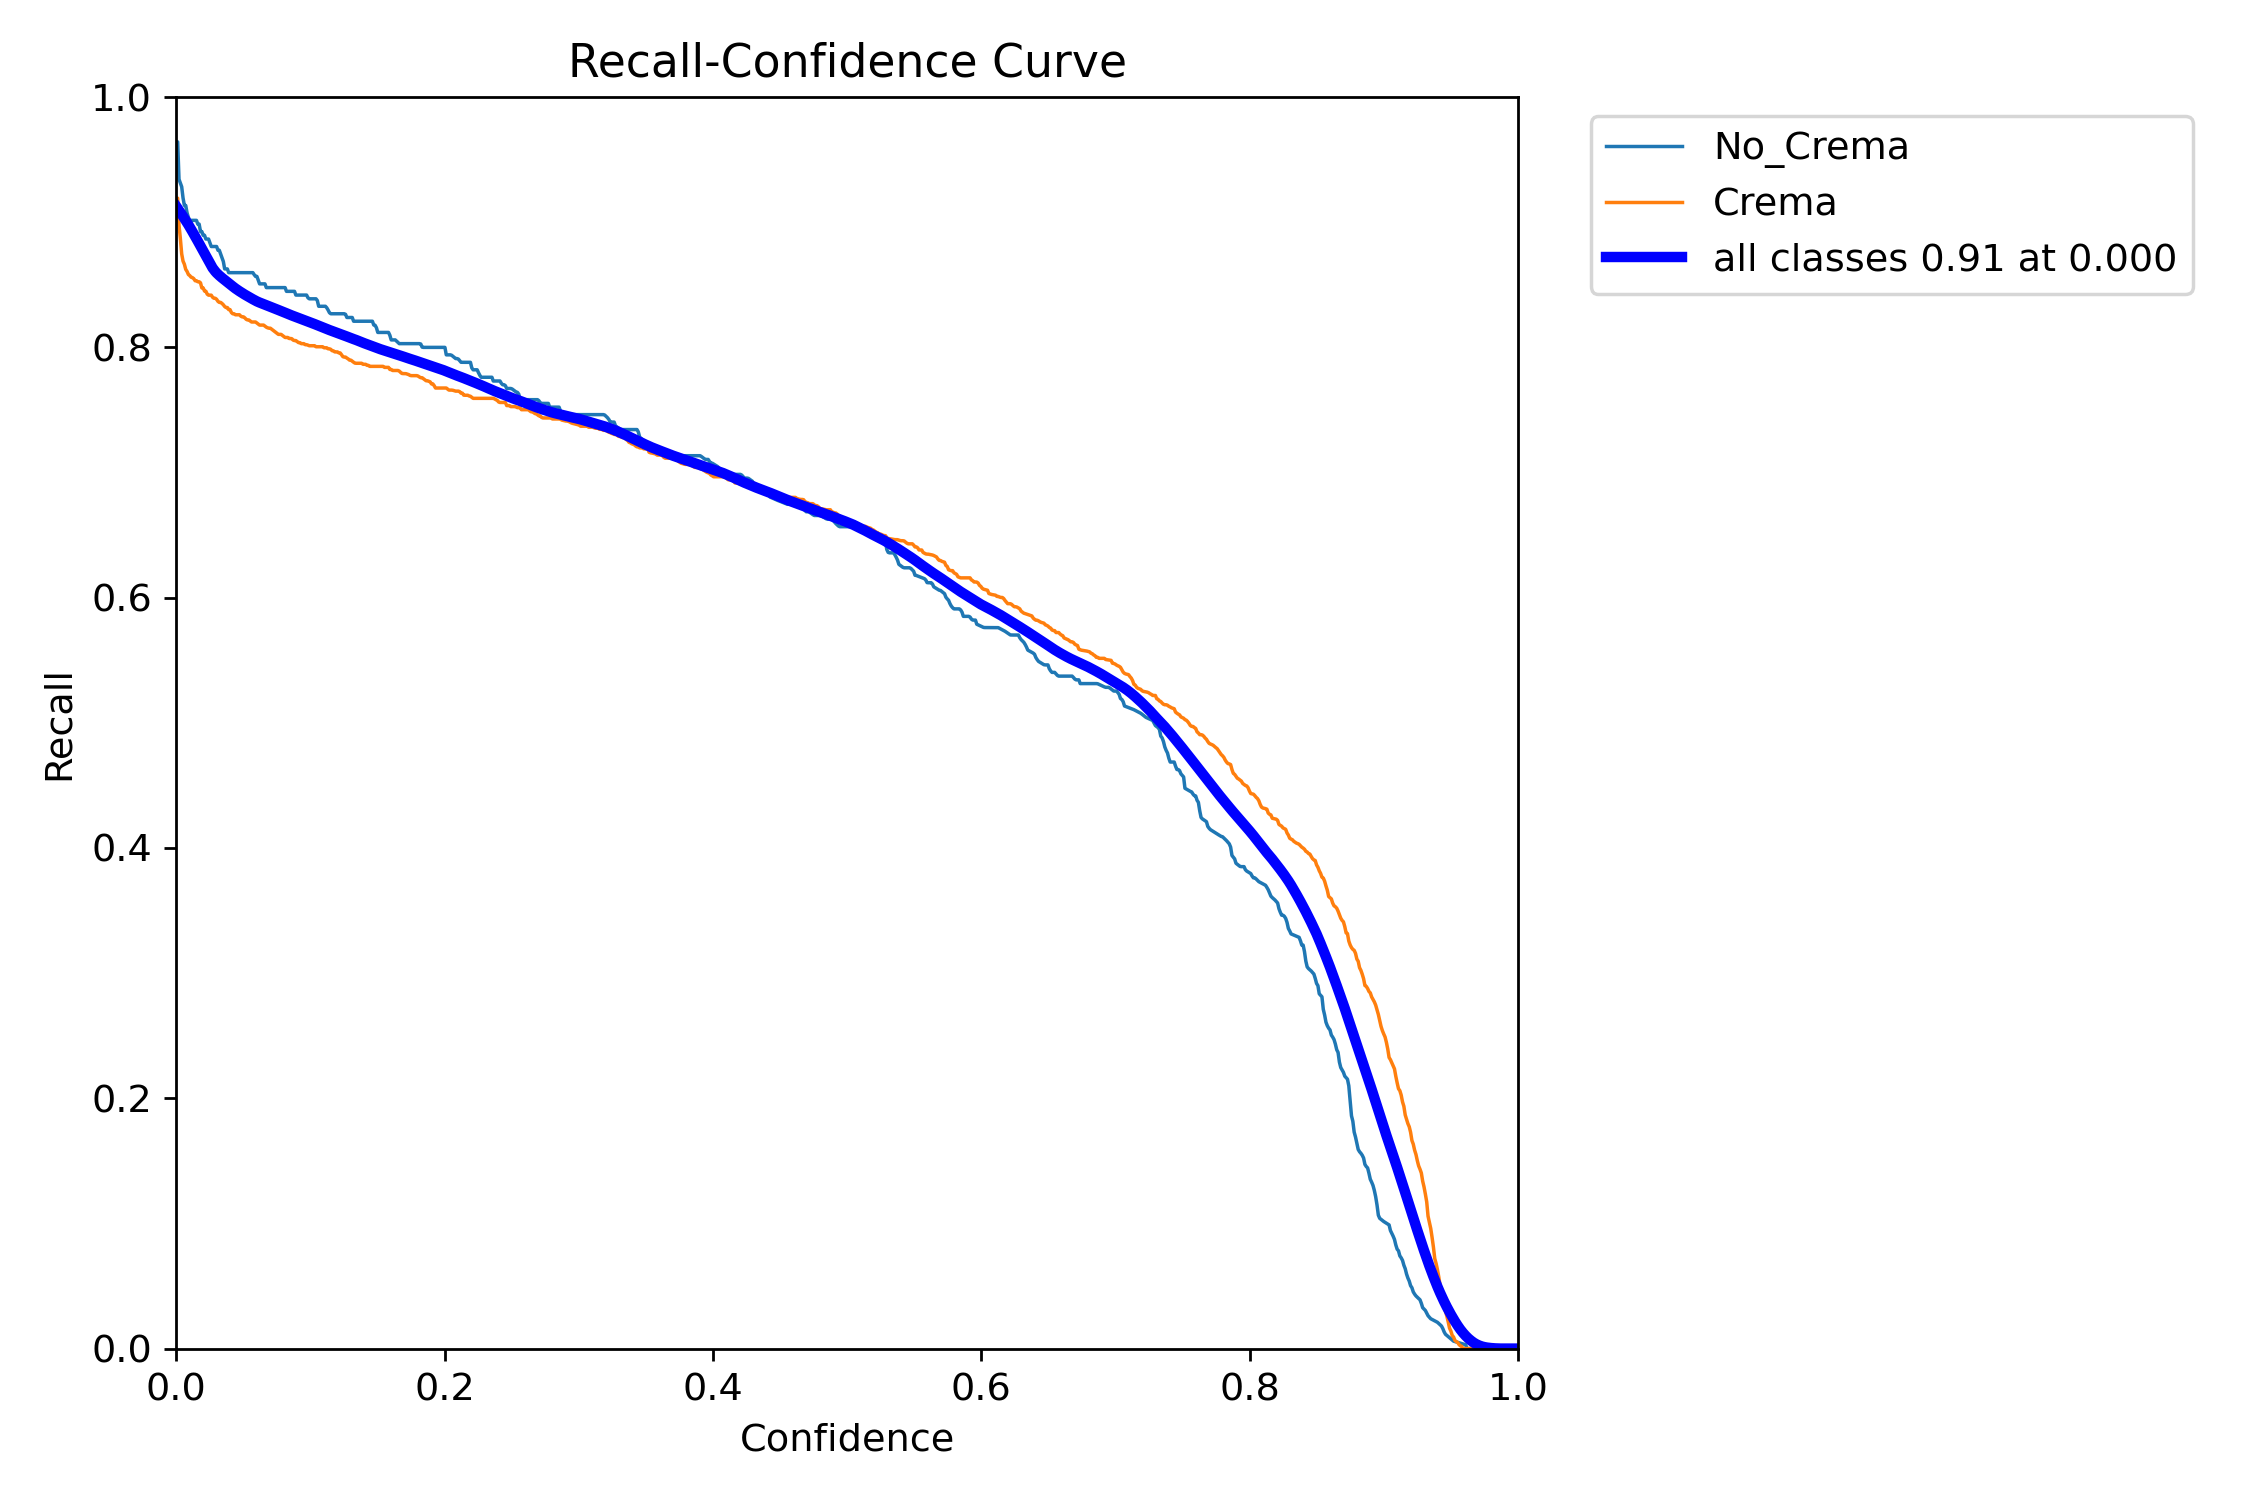 Recall-Confidence Curve
1.0
0.8
0.6
0.4
0.2
0.0
Recall
0.0 0.2 0.4 0.6 0.8 1.0
Confidence
No_Crema
Crema
all classes 0.91 at 0.000